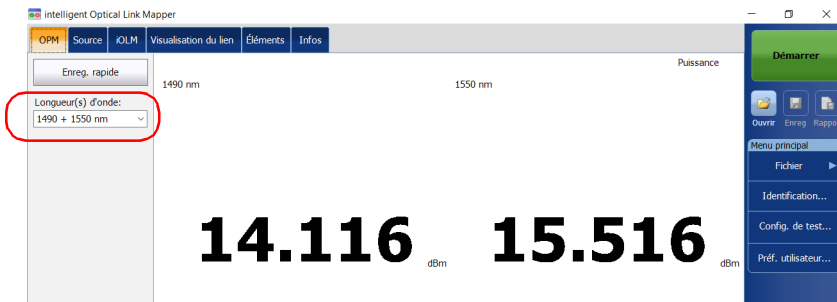 intelligent Optical Link Mapper
OPM Source iOLM Visualisation du lien Éléments Infos
Démarrer
Enreg. rapide
Puissance
1490 nm 1550 nm
Longueur(s) d'onde:
1490 + 1550 nm
Ouvrir Enreg Rappo
Menu principal
Fichier
Identification...
Config. de test...
Préf. utilisateur...
14.116 dBm 15.516 dBm